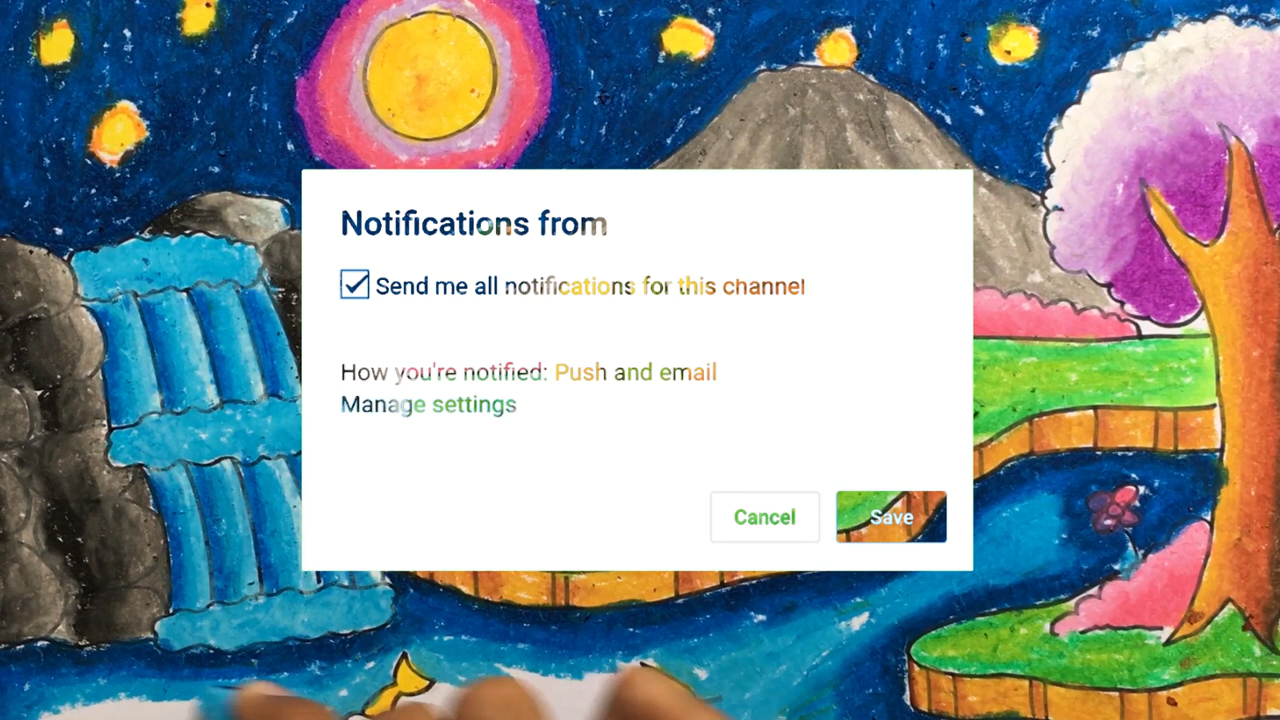 Notifications from
Send me all notifications for this channel
How you're notified: Push and email
Manage settings
Cancel
Save